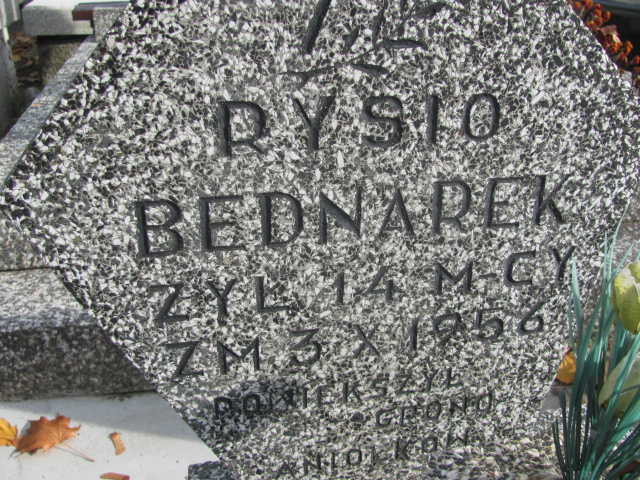 RYSIO
BEDNAREK
ŻYŁ 14 M-CY
ZM. 3 X 1956
POWIĘKSZYŁ
GRONO
ANIOŁKÓW